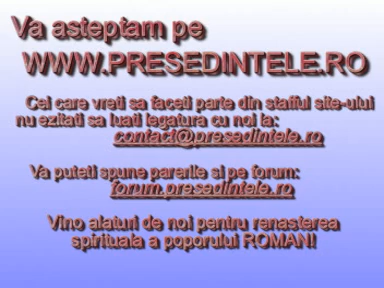 Va asteptam pe
WWW.PRESEDINTELE.RO
Cei care vreti sa faceti parte din stafful site-ului
nu ezitati sa luati legatura cu noi la:
contact@presedintele.ro
Va puteti spune parerile si pe forum:
forum.presedintele.ro
Vino alaturi de noi pentru renasterea
spirituala a poporului ROMAN!